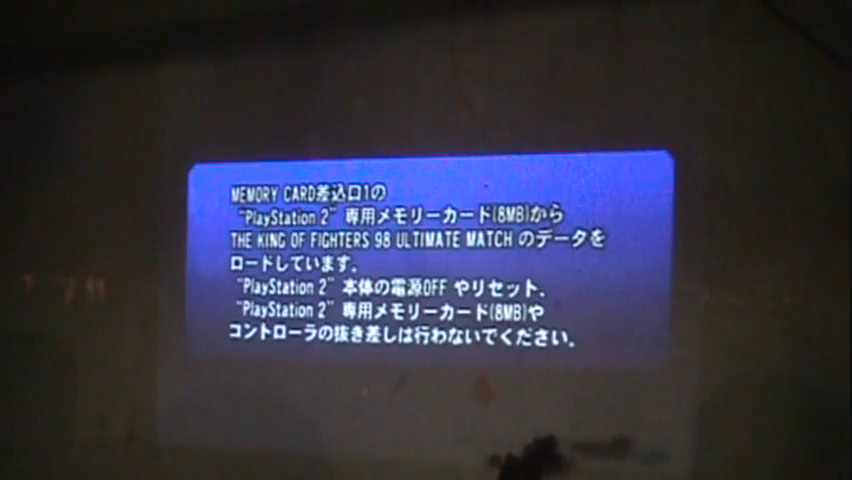 MEMORY CARD差込口1の
"PlayStation 2" 専用メモリーカード(8MB)から
THE KING OF FIGHTERS 98 ULTIMATE MATCH のデータを
ロードしています。
"PlayStation 2" 本体の電源OFF やリセット、
"PlayStation 2" 専用メモリーカード(8MB)や
コントローラの抜き差しは行わないでください。